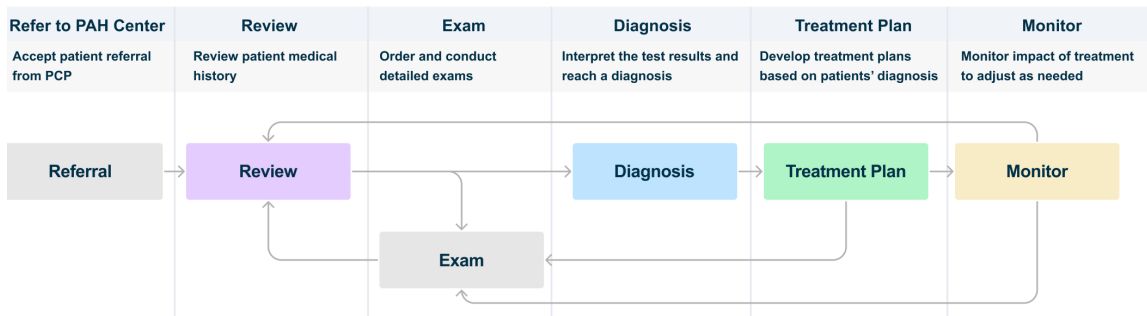 Refer to PAH Center
Review
Exam
Diagnosis
Treatment Plan
Monitor
Accept patient referral
from PCP
Review patient medical
history
Order and conduct
detailed exams
Interpret the test results and
reach a diagnosis
Develop treatment plans
based on patients’ diagnosis
Monitor impact of treatment
to adjust as needed
Referral
Review
Diagnosis
Treatment Plan
Monitor
Exam